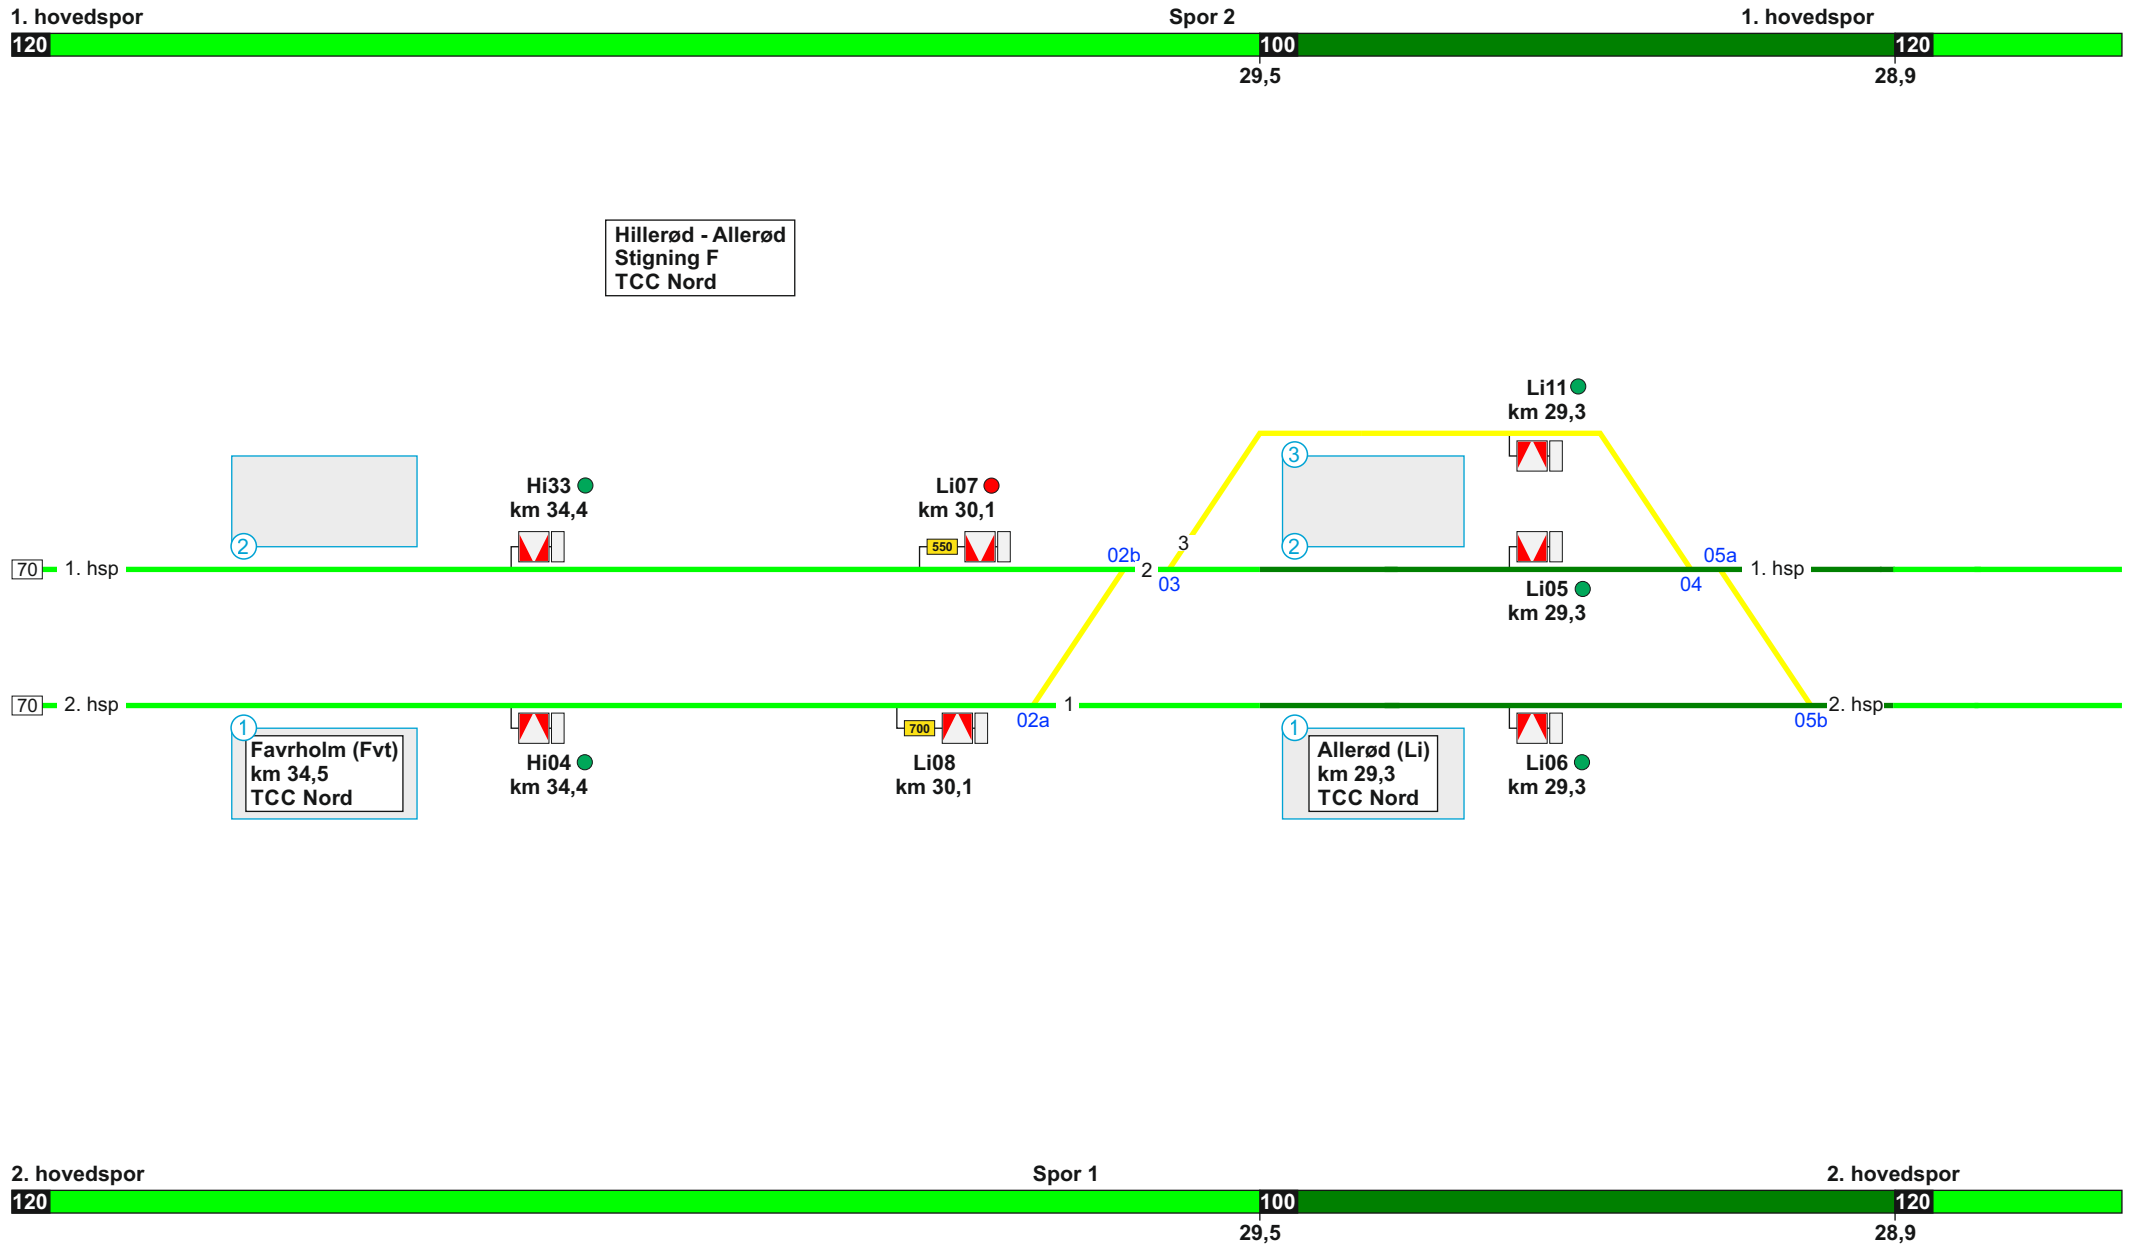 1. hovedspor Spor 2 1. hovedspor
120 100 120
29,5 28,9
Hillerød - Allerød
Stigning F
TCC Nord
Li11
km 29,3
3
Hi33
km 34,4
Li07
km 30,1
550
3
2
2
02b
05a
70 1. hsp 2 1. hsp
03
04
Li05
km 29,3
70 2. hsp 1 2. hsp
02a
05b
1
Favrholm (Fvt)
km 34,5
TCC Nord
Hi04
km 34,4
700
Li08
km 30,1
1
Allerød (Li)
km 29,3
TCC Nord
Li06
km 29,3
2. hovedspor Spor 1 2. hovedspor
120 100 120
29,5 28,9